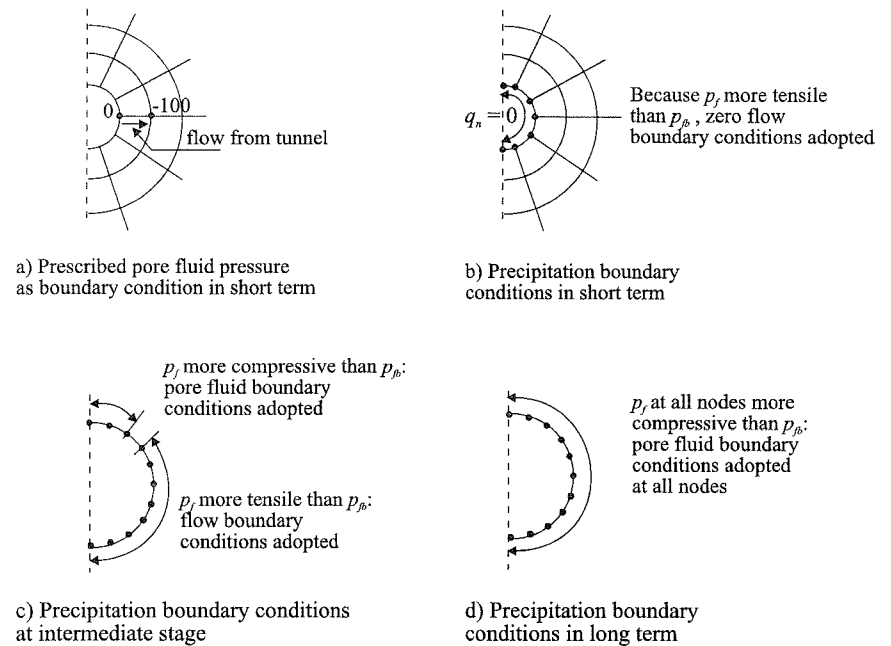 0
-100
flow from tunnel
a) Prescribed pore fluid pressure
as boundary condition in short term
qₙ = 0
Because p_f more tensile
than p_fb , zero flow
boundary conditions adopted
b) Precipitation boundary
conditions in short term
p_f more compressive than p_fb:
pore fluid boundary
conditions adopted
p_f more tensile than p_fb:
flow boundary
conditions adopted
c) Precipitation boundary conditions
at intermediate stage
p_f at all nodes more
compressive than p_fb:
pore fluid boundary
conditions adopted
at all nodes
d) Precipitation boundary
conditions in long term